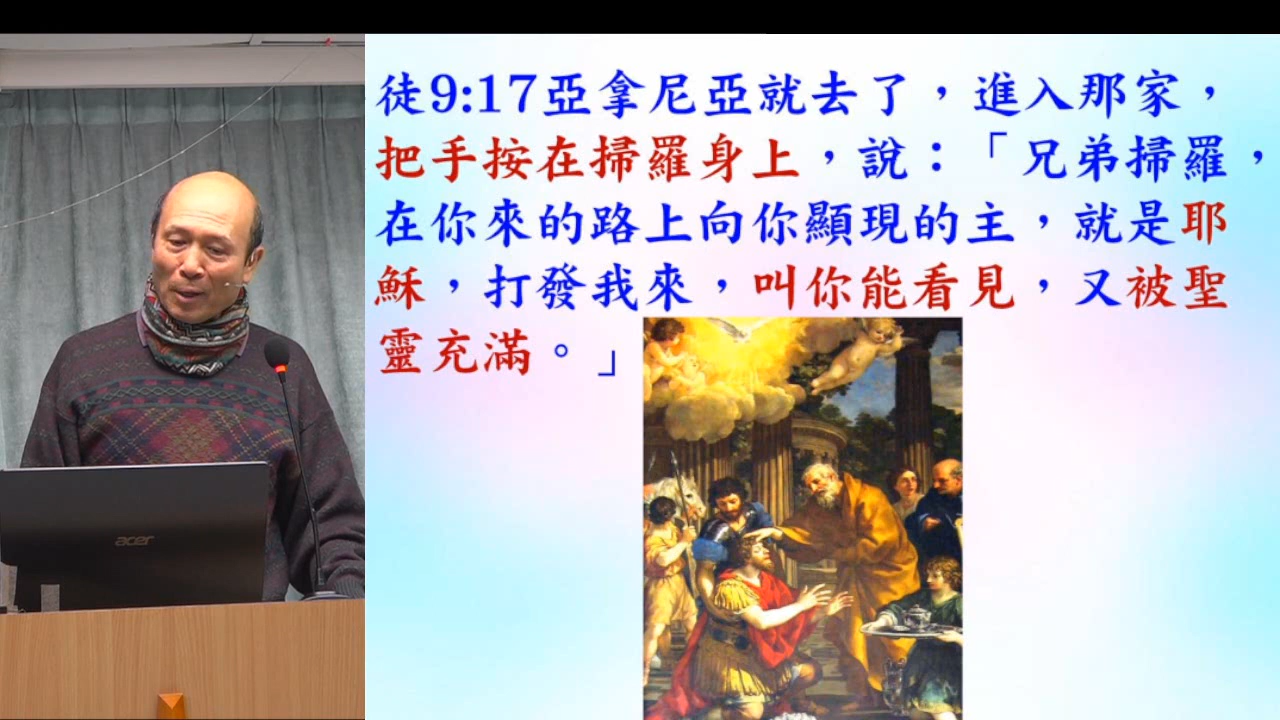 徒9:17亞拿尼亞就去了，進入那家，
把手按在掃羅身上，說：「兄弟掃羅，
在你來的路上向你顯現的主，就是耶
穌，打發我來，叫你能看見，又被聖
靈充滿。」
acer